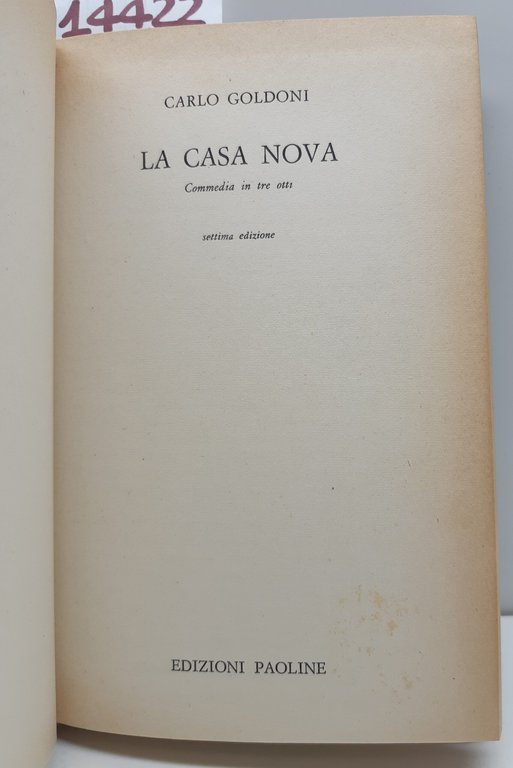 14422
CARLO GOLDONI
LA CASA NOVA
Commedia in tre otti
settima edizione
EDIZIONI PAOLINE